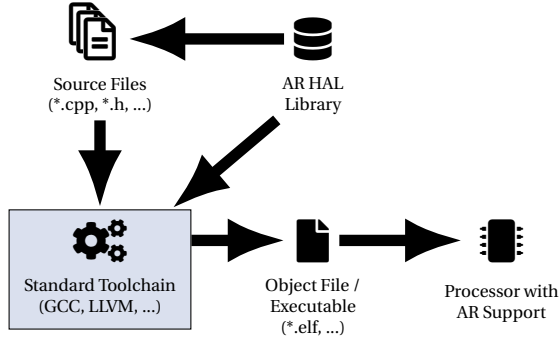 Source Files
(*.cpp, *.h, ...)
AR HAL
Library
Standard Toolchain
(GCC, LLVM, ...)
Object File /
Executable
(*.elf, ...)
Processor with
AR Support